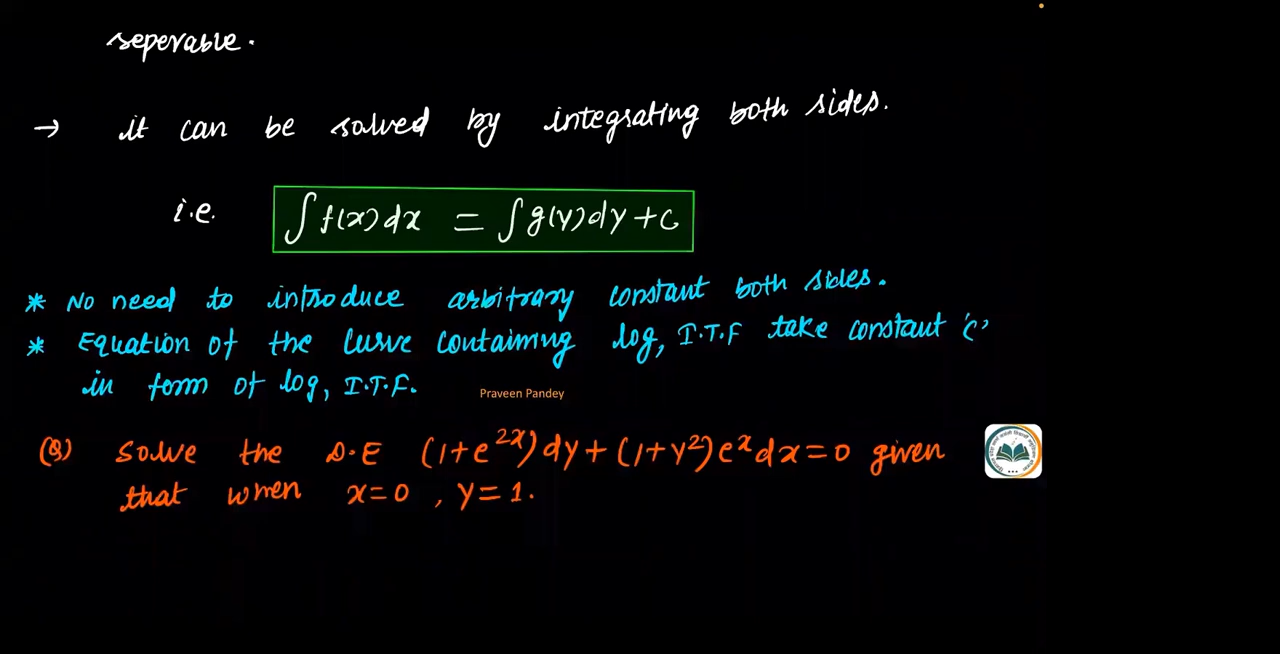 seperable.
→ it can be solved by integrating both sides.
i.e. ∫f(x)dx = ∫g(y)dy + c
* No need to introduce arbitrary constant both sides.
* Equation of the curve containing log, I.T.F take constant 'c'
in form of log, I.T.F.
Praveen Pandey
(Q) Solve the D.E (1+e^2x)dy+(1+y²)e^x dx=0 given
that when x=0, y=1.